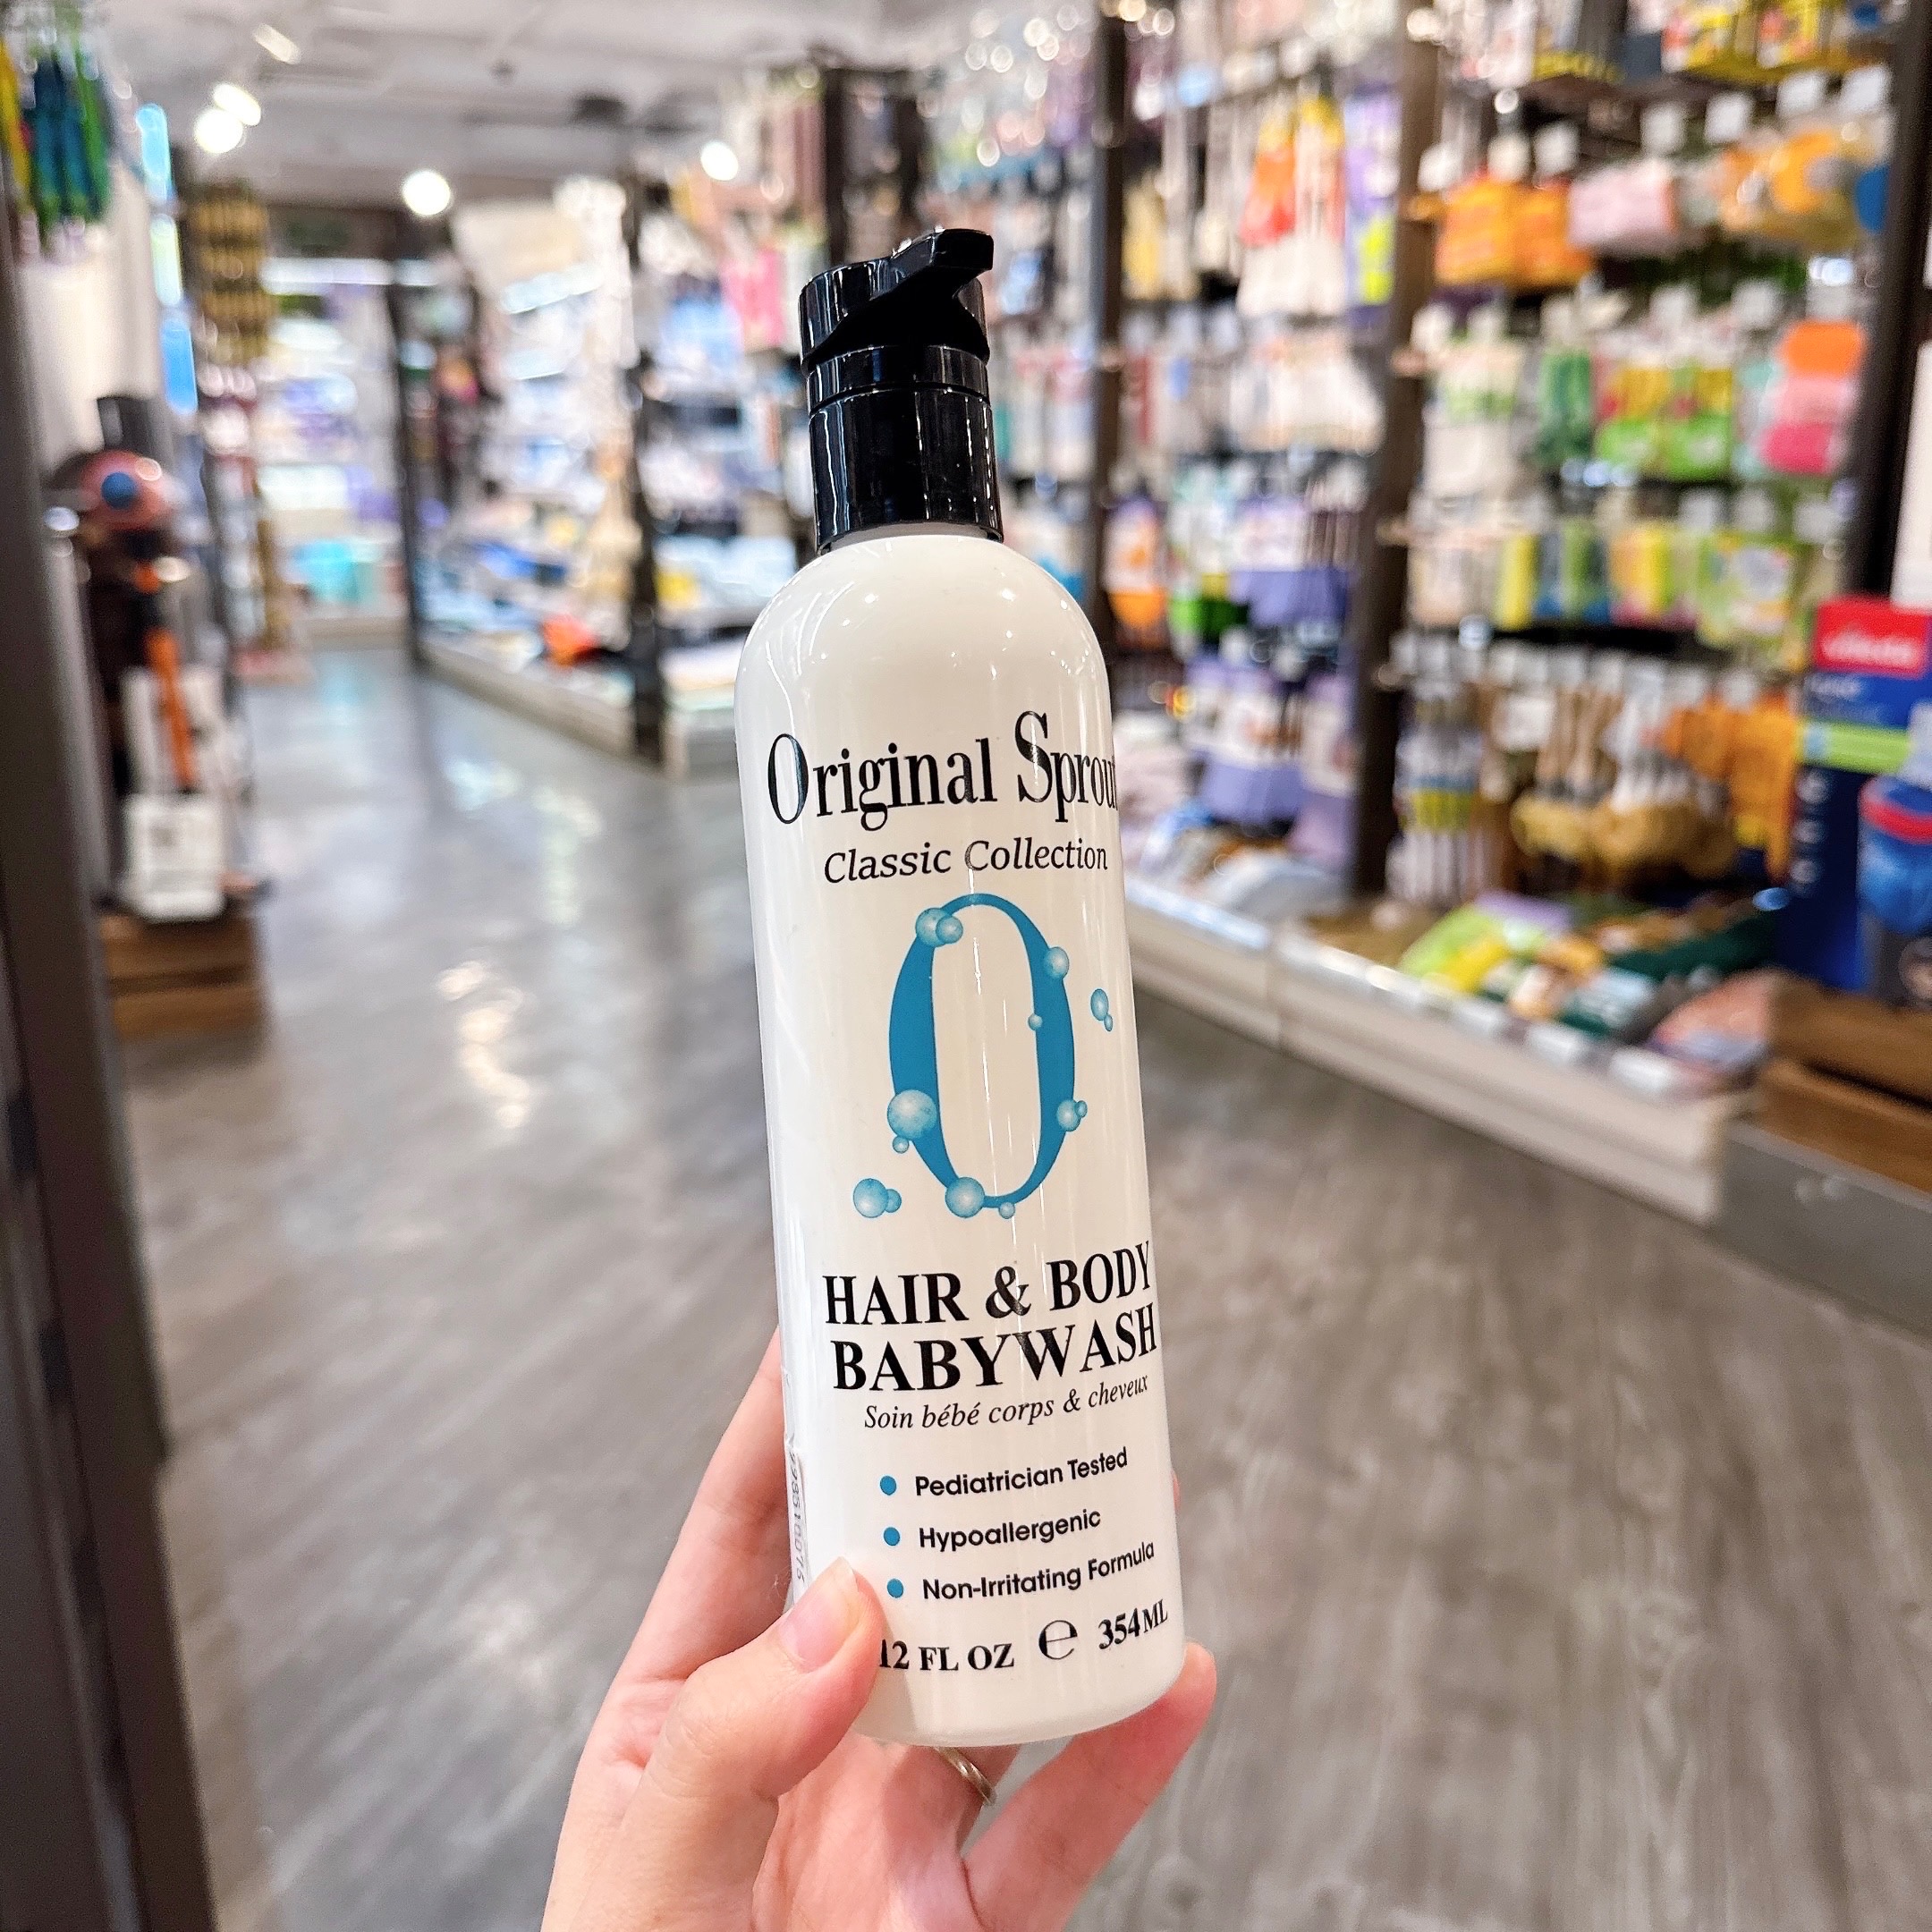 Original Sprout
Classic Collection
O
HAIR & BODY
BABYWASH
Soin bébé corps & cheveux
Pediatrician Tested
Hypoallergenic
Non-Irritating Formula
12 FL OZ ℮ 354ML